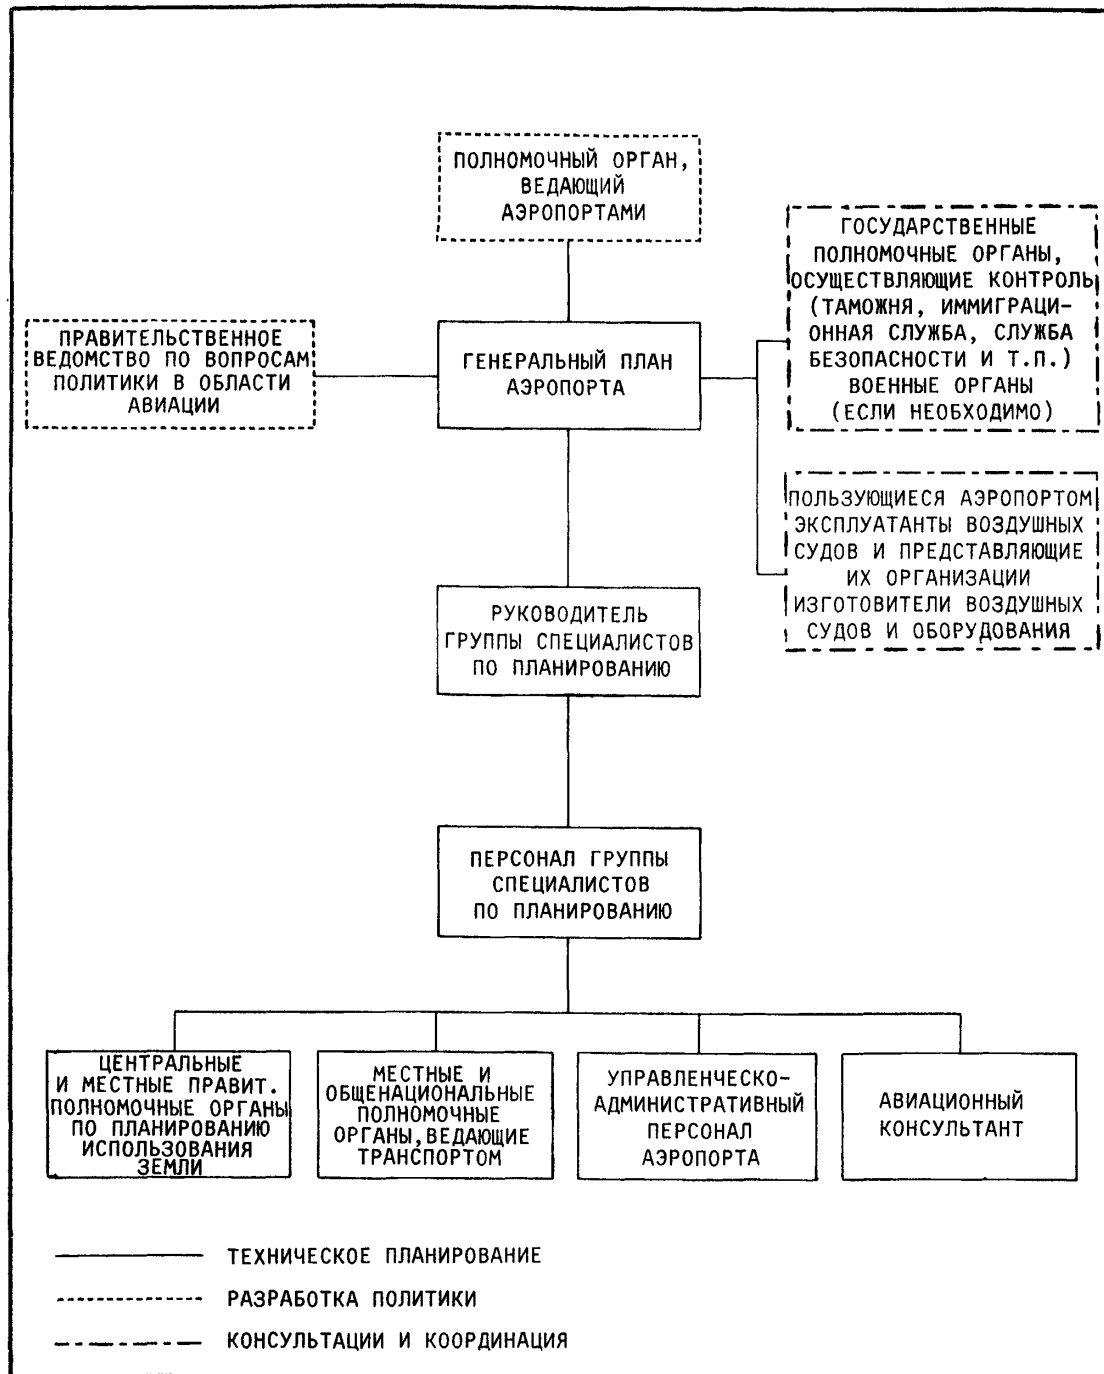 ПОЛНОМОЧНЫЙ ОРГАН,
ВЕДАЮЩИЙ
АЭРОПОРТАМИ
ГОСУДАРСТВЕННЫЕ
ПОЛНОМОЧНЫЕ ОРГАНЫ,
ОСУЩЕСТВЛЯЮЩИЕ КОНТРОЛЬ
(ТАМОЖНЯ, ИММИГРАЦИ-
ОННАЯ СЛУЖБА, СЛУЖБА
БЕЗОПАСНОСТИ И Т.П.)
ВОЕННЫЕ ОРГАНЫ
(ЕСЛИ НЕОБХОДИМО)
ПРАВИТЕЛЬСТВЕННОЕ
ВЕДОМСТВО ПО ВОПРОСАМ
ПОЛИТИКИ В ОБЛАСТИ
АВИАЦИИ
ГЕНЕРАЛЬНЫЙ ПЛАН
АЭРОПОРТА
ПОЛЬЗУЮЩИЕСЯ АЭРОПОРТОМ
ЭКСПЛУАТАНТЫ ВОЗДУШНЫХ
СУДОВ И ПРЕДСТАВЛЯЮЩИЕ
ИХ ОРГАНИЗАЦИИ
ИЗГОТОВИТЕЛИ ВОЗДУШНЫХ
СУДОВ И ОБОРУДОВАНИЯ
РУКОВОДИТЕЛЬ
ГРУППЫ СПЕЦИАЛИСТОВ
ПО ПЛАНИРОВАНИЮ
ПЕРСОНАЛ ГРУППЫ
СПЕЦИАЛИСТОВ
ПО ПЛАНИРОВАНИЮ
ЦЕНТРАЛЬНЫЕ
И МЕСТНЫЕ ПРАВИТ.
ПОЛНОМОЧНЫЕ ОРГАНЫ
ПО ПЛАНИРОВАНИЮ
ИСПОЛЬЗОВАНИЯ
ЗЕМЛИ
МЕСТНЫЕ И
ОБЩЕНАЦИОНАЛЬНЫЕ
ПОЛНОМОЧНЫЕ
ОРГАНЫ, ВЕДАЮЩИЕ
ТРАНСПОРТОМ
УПРАВЛЕНЧЕСКО-
АДМИНИСТРАТИВНЫЙ
ПЕРСОНАЛ
АЭРОПОРТА
АВИАЦИОННЫЙ
КОНСУЛЬТАНТ
ТЕХНИЧЕСКОЕ ПЛАНИРОВАНИЕ
РАЗРАБОТКА ПОЛИТИКИ
КОНСУЛЬТАЦИИ И КООРДИНАЦИЯ